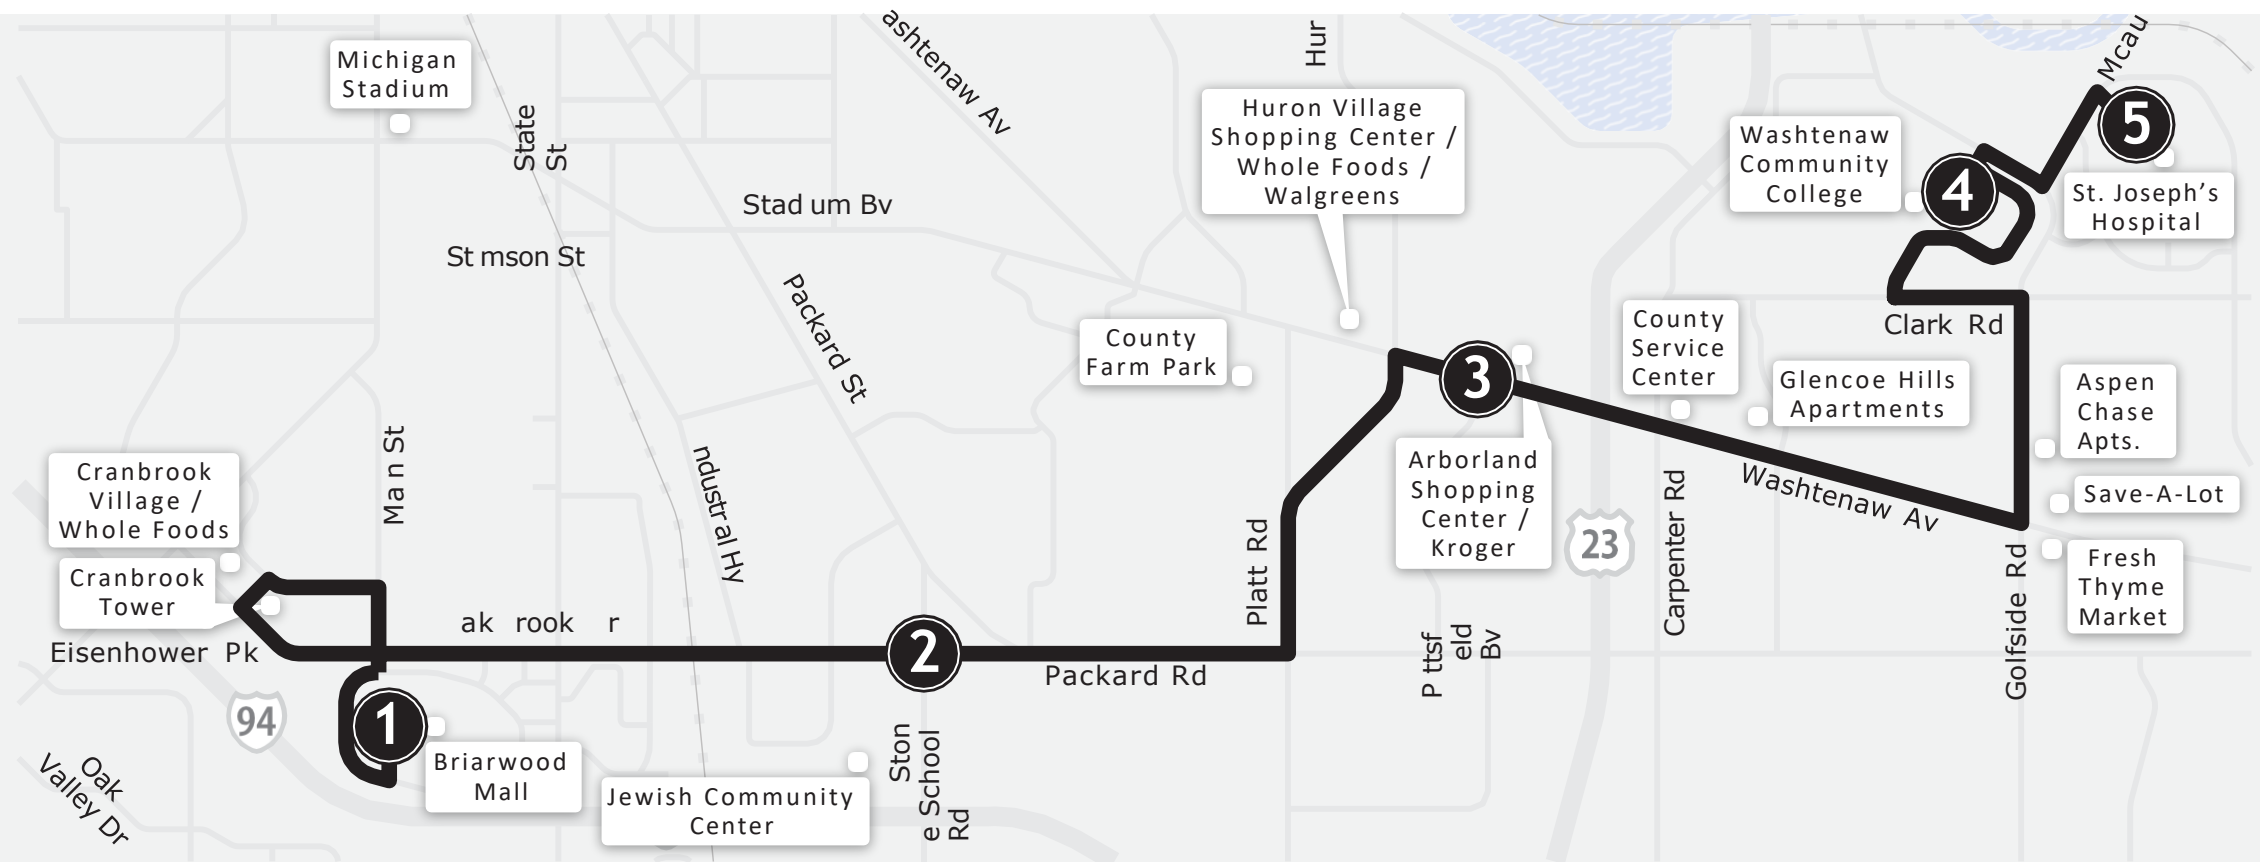 Michigan
Stadium
State
St
ashtenaw Av
Hur
Mcau
Huron Village
Shopping Center /
Whole Foods /
Walgreens
Washtenaw
Community
College
5
4
St. Joseph's
Hospital
Stad um Bv
St mson St
Packard St
County
Farm Park
3
County
Service
Center
Clark Rd
Glencoe Hills
Apartments
Aspen
Chase
Apts.
Save-A-Lot
Fresh
Thyme
Market
Arborland
Shopping
Center /
Kroger
Washtenaw Av
23
Carpenter Rd
Golfside Rd
Platt Rd
P ttsf
eld
Bv
Ma n St
ndustr al Hy
Cranbrook
Village /
Whole Foods
Cranbrook
Tower
Eisenhower Pk
ak rook r
2
Packard Rd
94
1
Briarwood
Mall
Oak
Valley Dr
Jewish Community
Center
Ston
e School
Rd